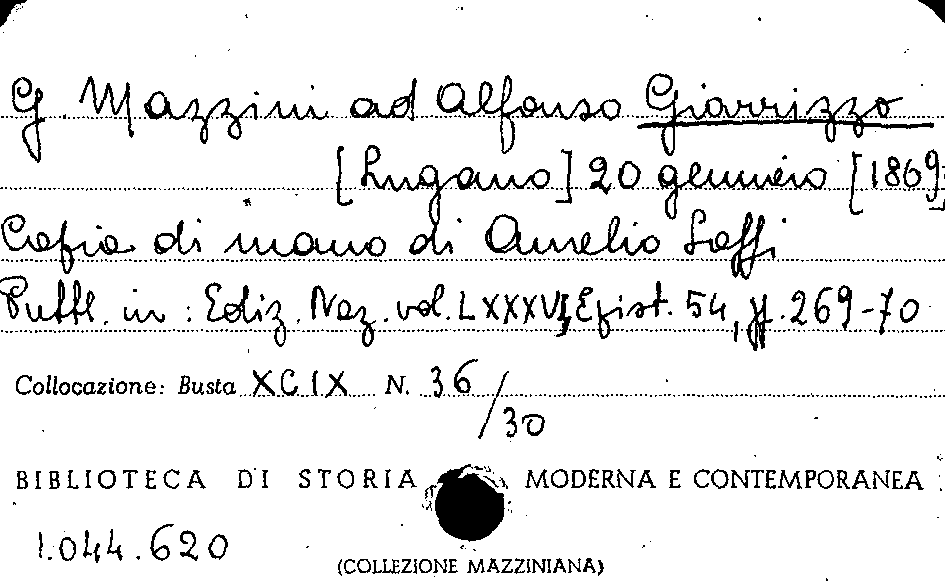 G. Mazzini ad Alfonso Giarrizzo
[Lugano] 20 gennaio [1869]
Copia di mano di Aurelio Saffi
Pubbl. in: Ediz. Naz. vol. LXXXVI, Epist. 54, pp. 269-70
Collocazione: Busta XCIX N. 36/30
BIBLIOTECA DI STORIA MODERNA E CONTEMPORANEA
1.044.620
(COLLEZIONE MAZZINIANA)